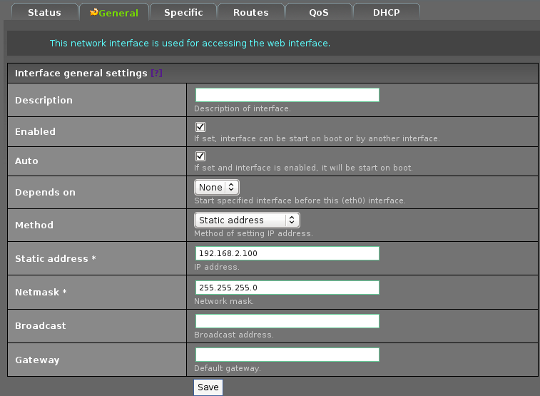 Status General Specific Routes QoS DHCP
This network interface is used for accessing the web interface.
Interface general settings [?]
Description
Description of interface.
Enabled
If set, interface can be start on boot or by another interface.
Auto
If set and interface is enabled, it will be start on boot.
Depends on None
Start specified interface before this (eth0) interface.
Method Static address
Method of setting IP address.
Static address * 192.168.2.100
IP address.
Netmask * 255.255.255.0
Network mask.
Broadcast
Broadcast address.
Gateway
Default gateway.
Save